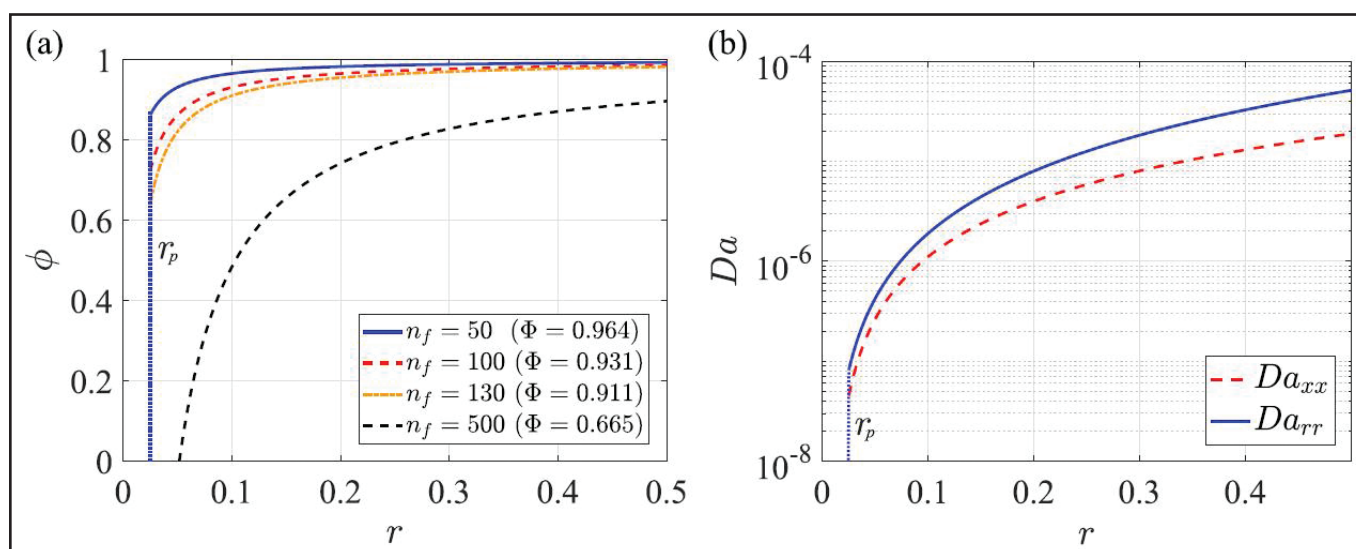 (a)
1
0.8
0.6
0.4
0.2
0
ϕ
r_p
n_f = 50 (Φ = 0.964)
n_f = 100 (Φ = 0.931)
n_f = 130 (Φ = 0.911)
n_f = 500 (Φ = 0.665)
0 0.1 0.2 0.3 0.4 0.5
r
(b)
10^-4
10^-6
10^-8
Da
r_p
Da_xx
Da_rr
0 0.1 0.2 0.3 0.4
r